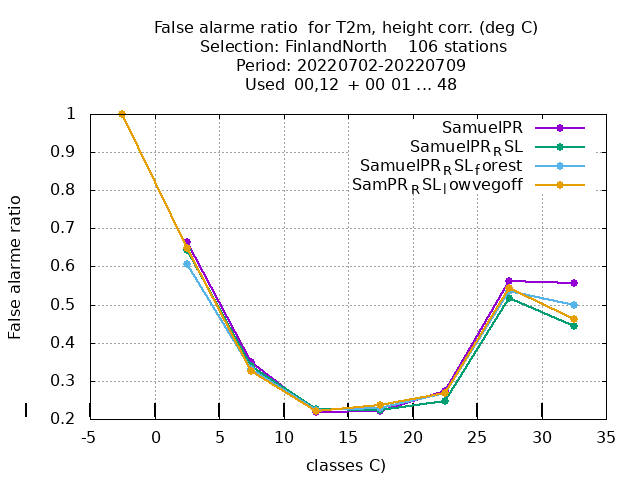 False alarme ratio  for T2m, height corr. (deg C)
Selection: FinlandNorth    106 stations
Period: 20220702-20220709
Used  00,12  + 00 01 ... 48
SamuelPR
SamuelPR_RSL
SamuelPR_RSL_forest
SamPR_RSL_lowvegoff
False alarme ratio
1
0.9
0.8
0.7
0.6
0.5
0.4
0.3
0.2
-5 0 5 10 15 20 25 30 35
classes C)